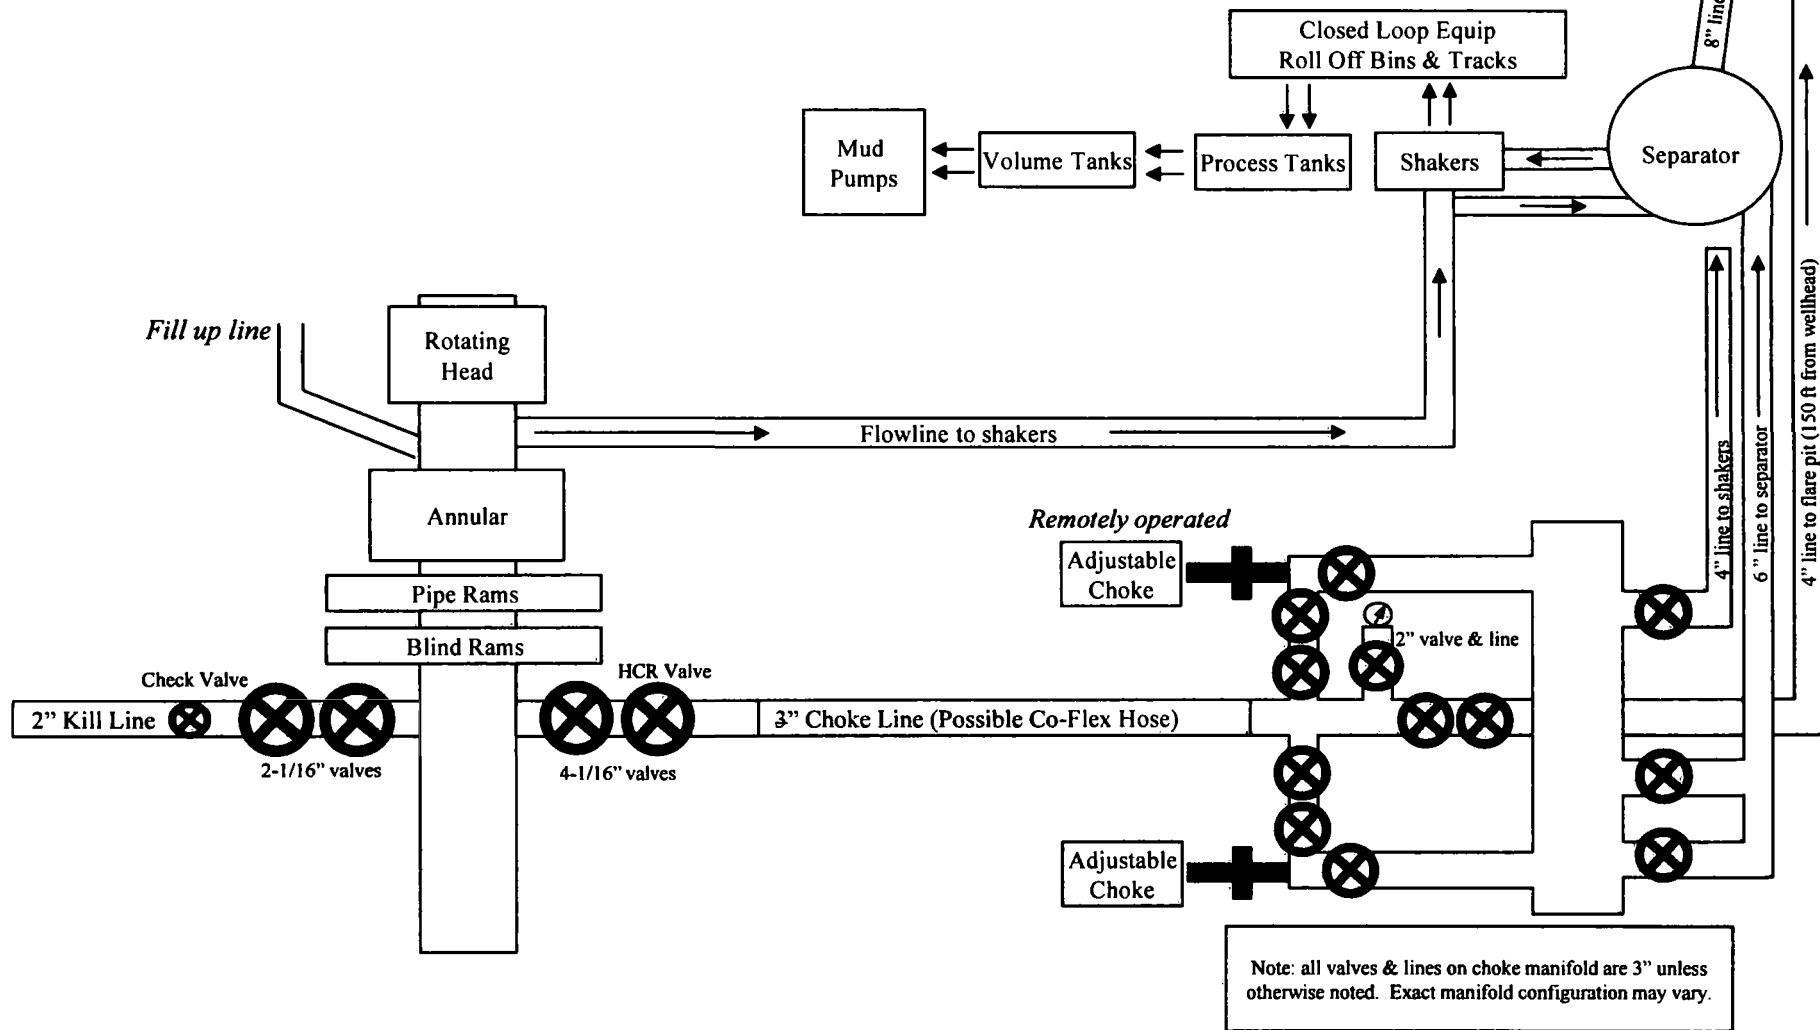 8" line
Closed Loop Equip
Roll Off Bins & Tracks
Mud
Pumps
Volume Tanks
Process Tanks
Shakers
Separator
Fill up line
Rotating
Head
Flowline to shakers
Annular
Pipe Rams
Blind Rams
Check Valve
2" Kill Line
2-1/16" valves
HCR Valve
4-1/16" valves
3" Choke Line (Possible Co-Flex Hose)
Remotely operated
Adjustable
Choke
2" valve & line
Adjustable
Choke
4" line to shakers
6 " line to separator
4" line to flare pit (150 ft from wellhead)
Note: all valves & lines on choke manifold are 3" unless
otherwise noted. Exact manifold configuration may vary.